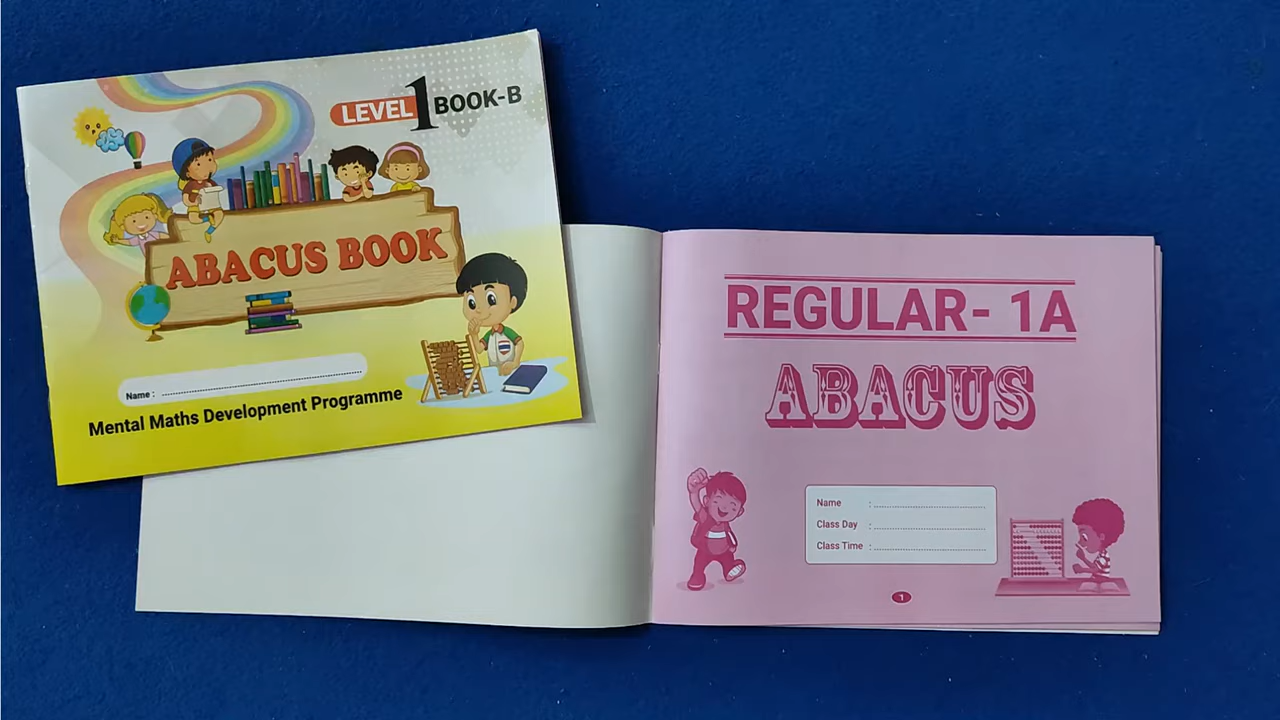 LEVEL 1 BOOK-B
ABACUS BOOK
Name : ........................................................
Mental Maths Development Programme
REGULAR- 1A
ABACUS
Name : ........................................
Class Day : ........................................
Class Time : ........................................
1